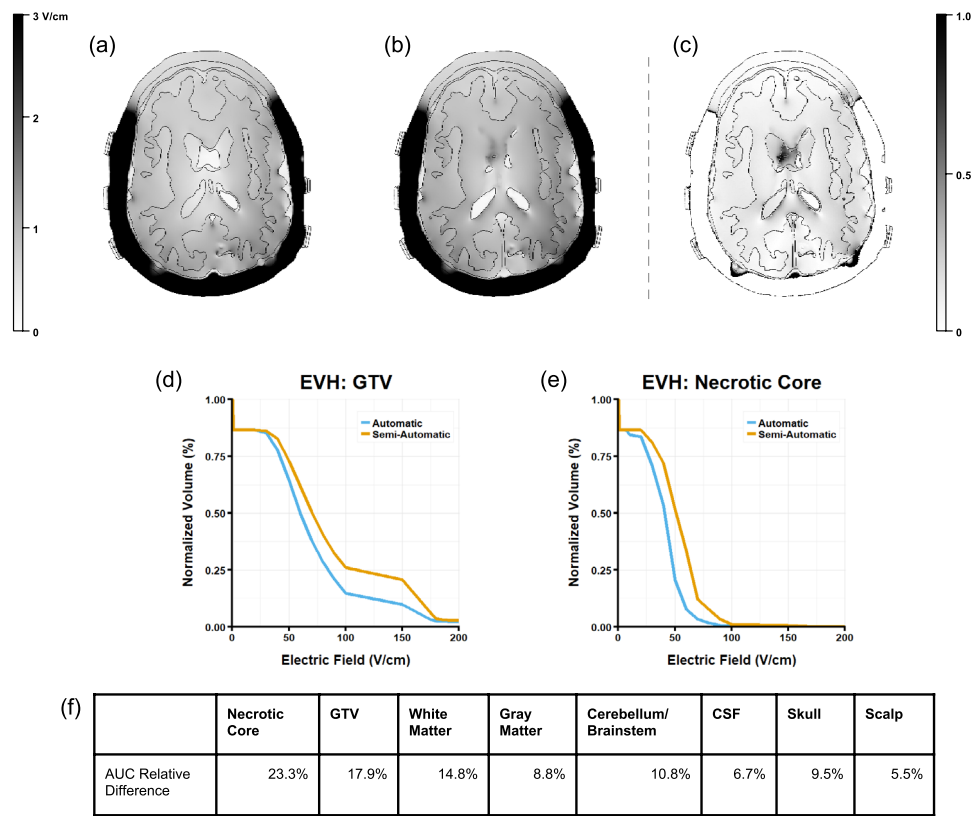 (a) (b) (c)
3 V/cm
2
1
0
1.0
0.5
0
(d) EVH: GTV
Normalized Volume (%)
1.00
0.75
0.50
0.25
0.00
Automatic
Semi-Automatic
0 50 100 150 200
Electric Field (V/cm)
(e) EVH: Necrotic Core
Normalized Volume (%)
1.00
0.75
0.50
0.25
0.00
Automatic
Semi-Automatic
0 50 100 150 200
Electric Field (V/cm)
(f)
Necrotic Core GTV White Matter Gray Matter Cerebellum/ Brainstem CSF Skull Scalp
AUC Relative Difference 23.3% 17.9% 14.8% 8.8% 10.8% 6.7% 9.5% 5.5%